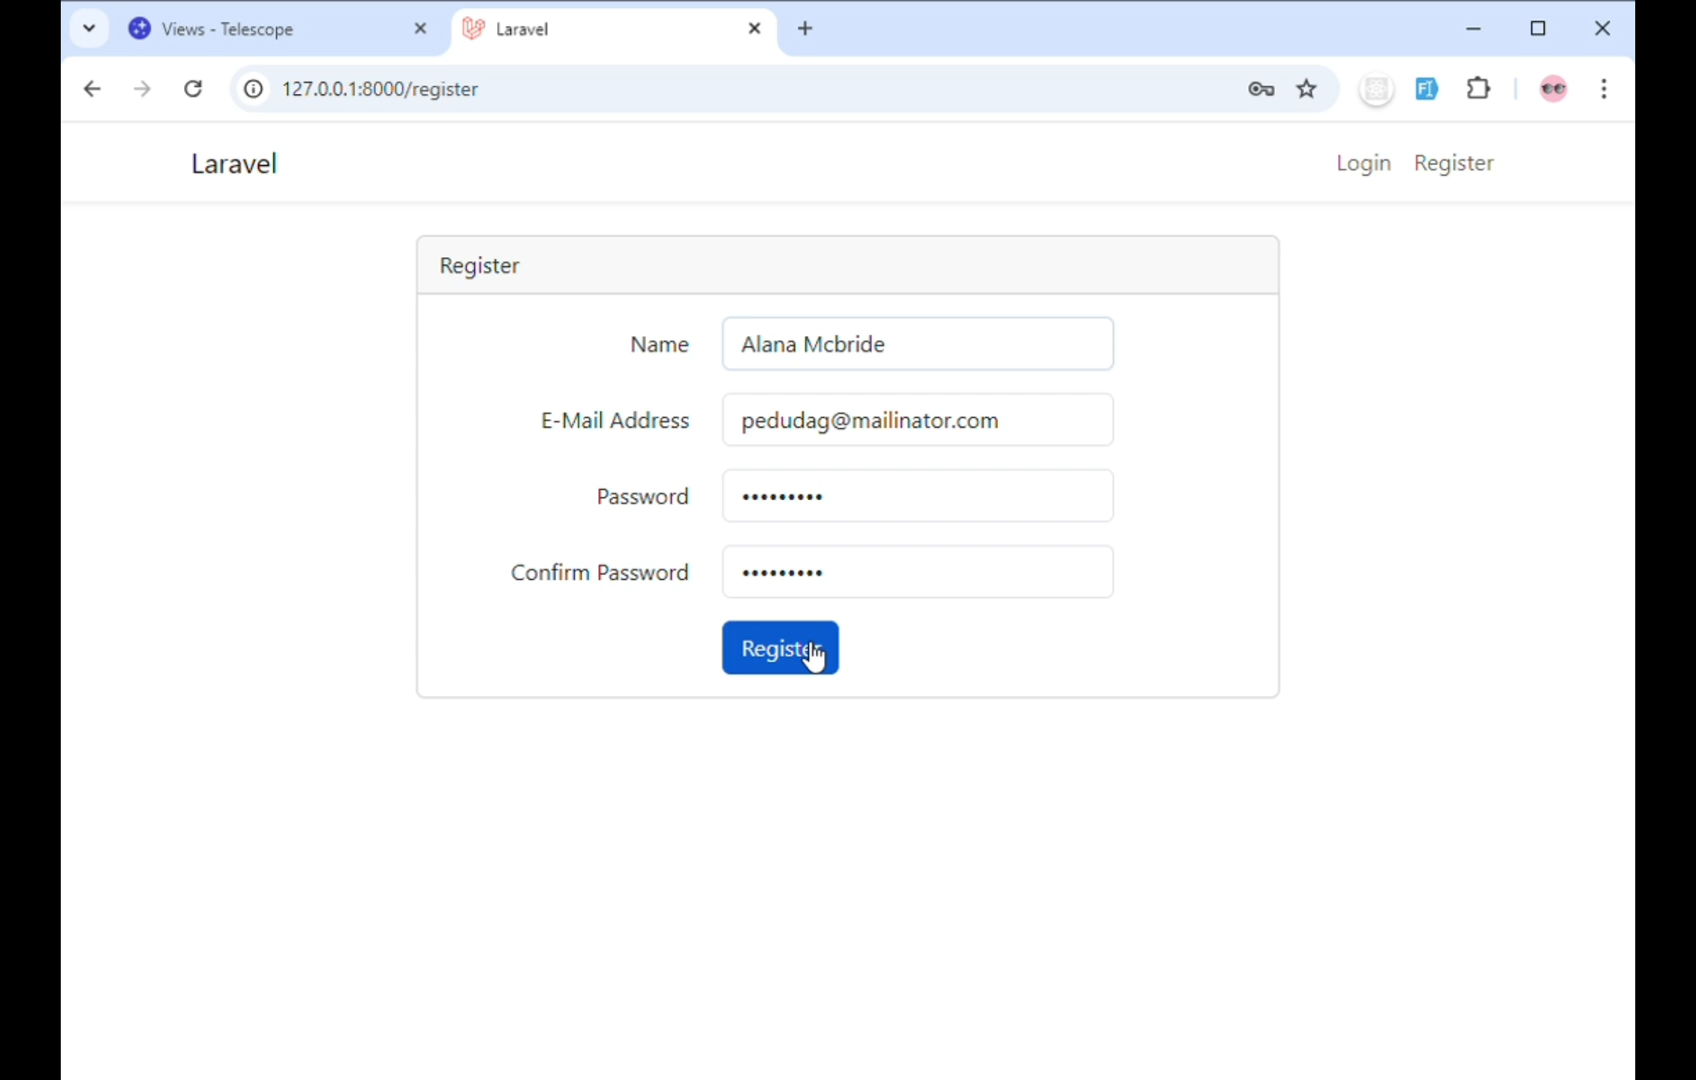 Views - Telescope
Laravel
127.0.0.1:8000/register
Laravel
Login Register
Register
Name Alana Mcbride
E-Mail Address pedudag@mailinator.com
Password •••••••••
Confirm Password •••••••••
Register